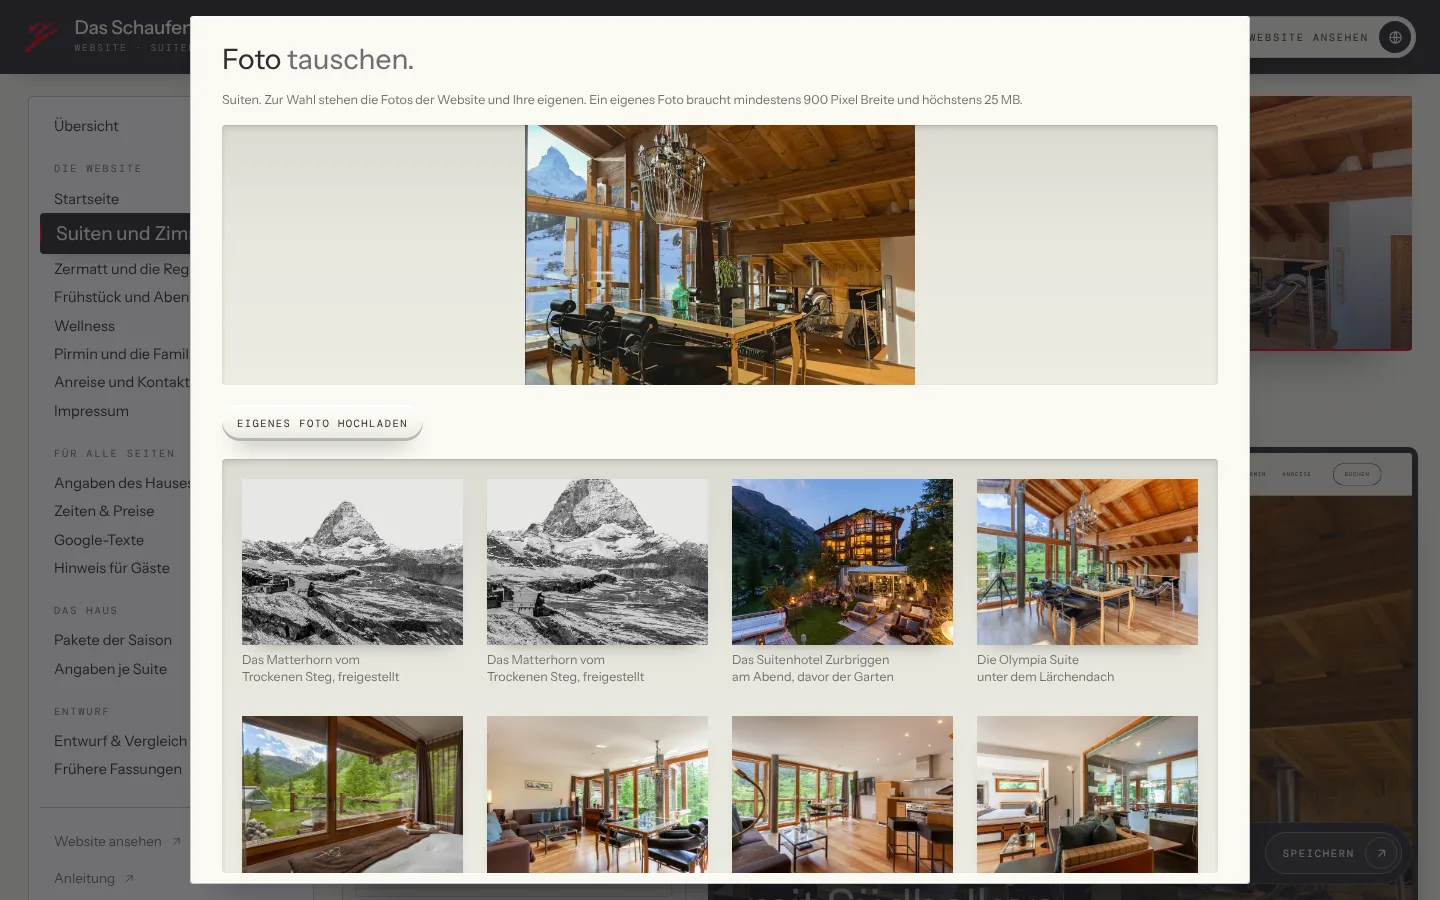 Das Schaufen
WEBSITE · SUITE
WEBSITE ANSEHEN
Foto tauschen.
Suiten. Zur Wahl stehen die Fotos der Website und Ihre eigenen. Ein eigenes Foto braucht mindestens 900 Pixel Breite und höchstens 25 MB.
Übersicht
DIE WEBSITE
Startseite
Suiten und Zim
Zermatt und die Reg
Frühstück und Aben
Wellness
Pirmin und die Famil
Anreise und Kontakt
Impressum
FÜR ALLE SEITEN
Angaben des Hauses
Zeiten & Preise
Google-Texte
Hinweis für Gäste
DAS HAUS
Pakete der Saison
Angaben je Suite
ENTWURF
Entwurf & Vergleich
Frühere Fassungen
Website ansehen
Anleitung
EIGENES FOTO HOCHLADEN
Das Matterhorn vom
Trockenen Steg, freigestellt
Das Matterhorn vom
Trockenen Steg, freigestellt
Das Suitenhotel Zurbriggen
am Abend, davor der Garten
Die Olympia Suite
unter dem Lärchendach
ANREISE
BUCHEN
SPEICHERN